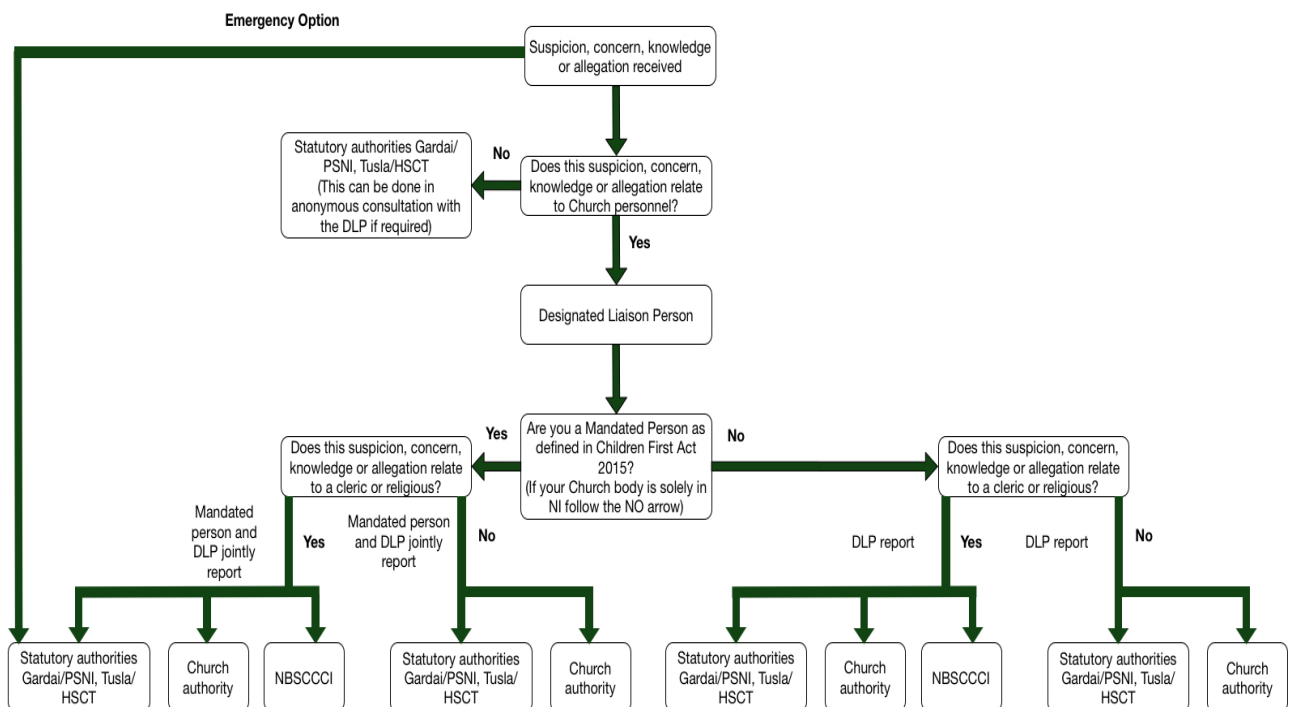 Emergency Option
Suspicion, concern, knowledge
or allegation received
Statutory authorities Gardai/
PSNI, Tusla/HSCT
(This can be done in
anonymous consultation with
the DLP if required)
No
Does this suspicion, concern,
knowledge or allegation relate
to Church personnel?
Yes
Designated Liaison Person
Are you a Mandated Person as
defined in Children First Act
2015?
(If your Church body is solely in
NI follow the NO arrow)
Yes
No
Does this suspicion, concern,
knowledge or allegation relate
to a cleric or religious?
Does this suspicion, concern,
knowledge or allegation relate
to a cleric or religious?
Mandated
person and
DLP jointly
report
Yes
Mandated person
and DLP jointly
report
No
DLP report
Yes
DLP report
No
Statutory authorities
Gardai/PSNI, Tusla/
HSCT
Church
authority
NBSCCCI
Statutory authorities
Gardai/PSNI, Tusla/
HSCT
Church
authority
Statutory authorities
Gardai/PSNI, Tusla/
HSCT
Church
authority
NBSCCCI
Statutory authorities
Gardai/PSNI, Tusla/
HSCT
Church
authority